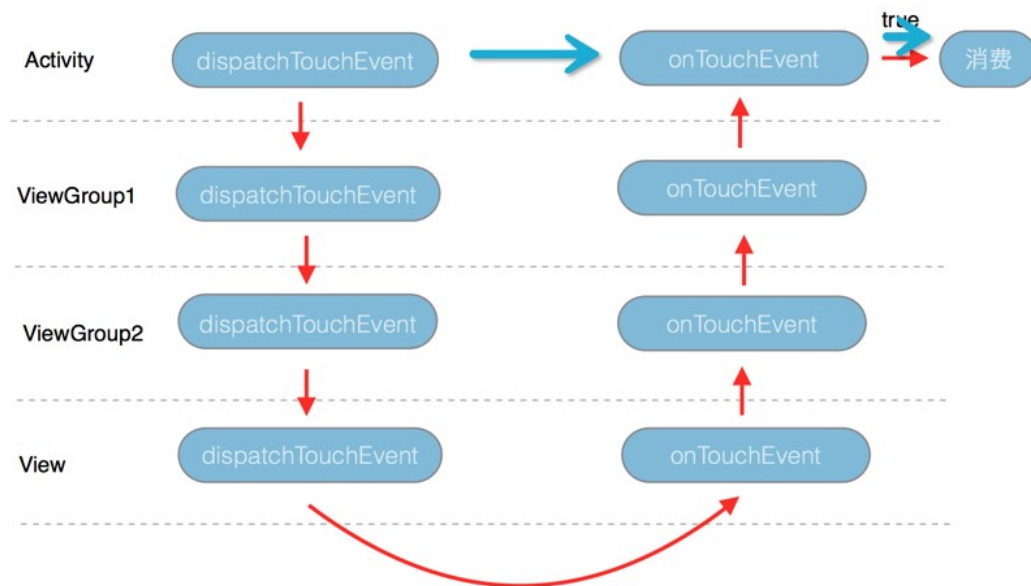 true
Activity
dispatchTouchEvent
onTouchEvent
消费
ViewGroup1
dispatchTouchEvent
onTouchEvent
ViewGroup2
dispatchTouchEvent
onTouchEvent
View
dispatchTouchEvent
onTouchEvent